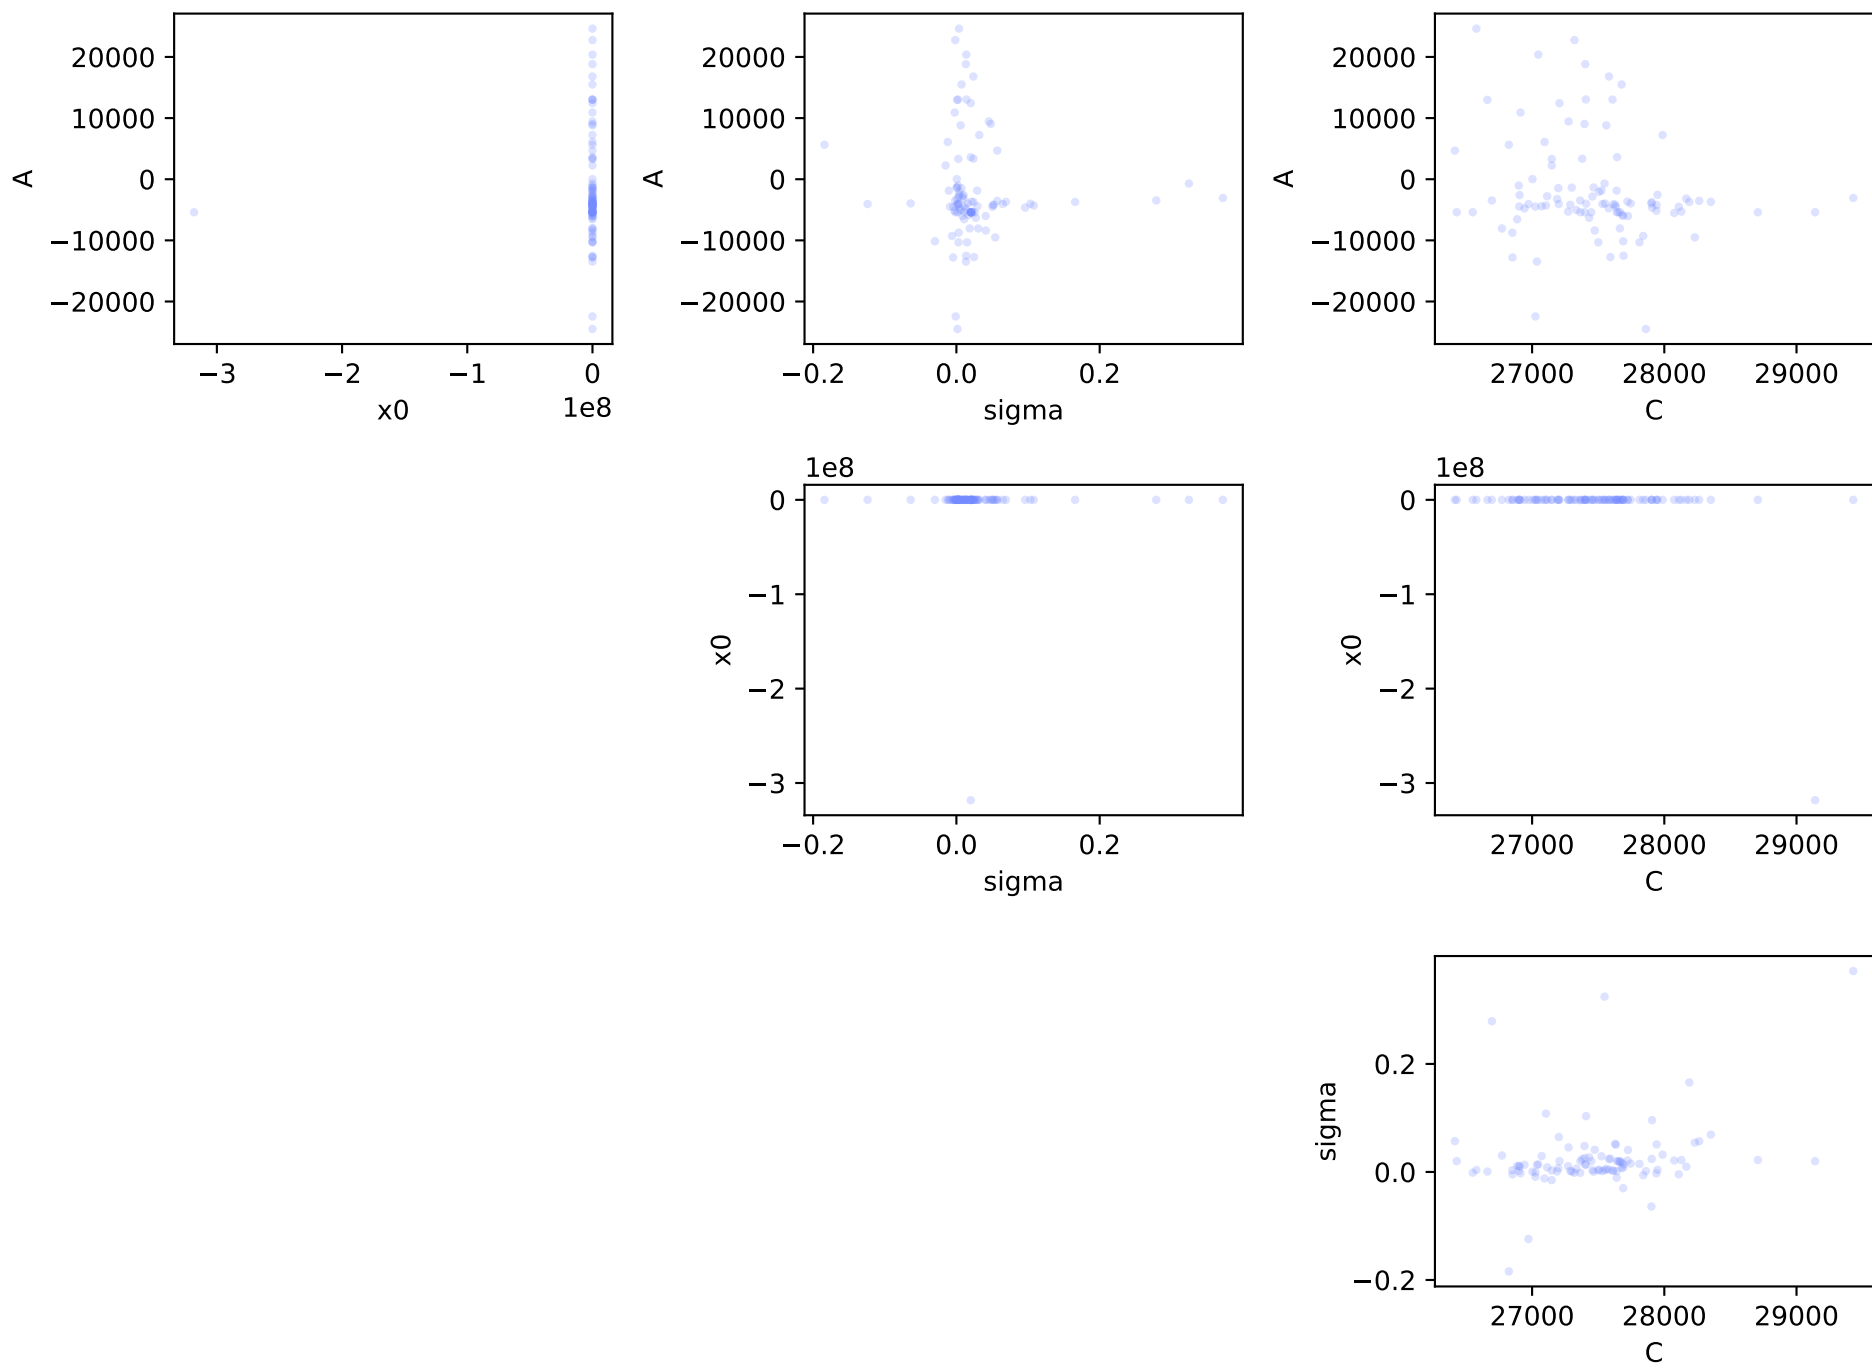 20000 20000 20000
10000 10000 10000
A 0 A 0 A 0
−10000 −10000 −10000
−20000 −20000 −20000
−3 −2 −1 0 −0.2 0.0 0.2 27000 28000 29000
x0 1e8 sigma C
1e8 1e8
0 0
−1 −1
x0 x0
−2 −2
−3 −3
−0.2 0.0 0.2 27000 28000 29000
sigma C
0.2
sigma
0.0
−0.2
27000 28000 29000
C